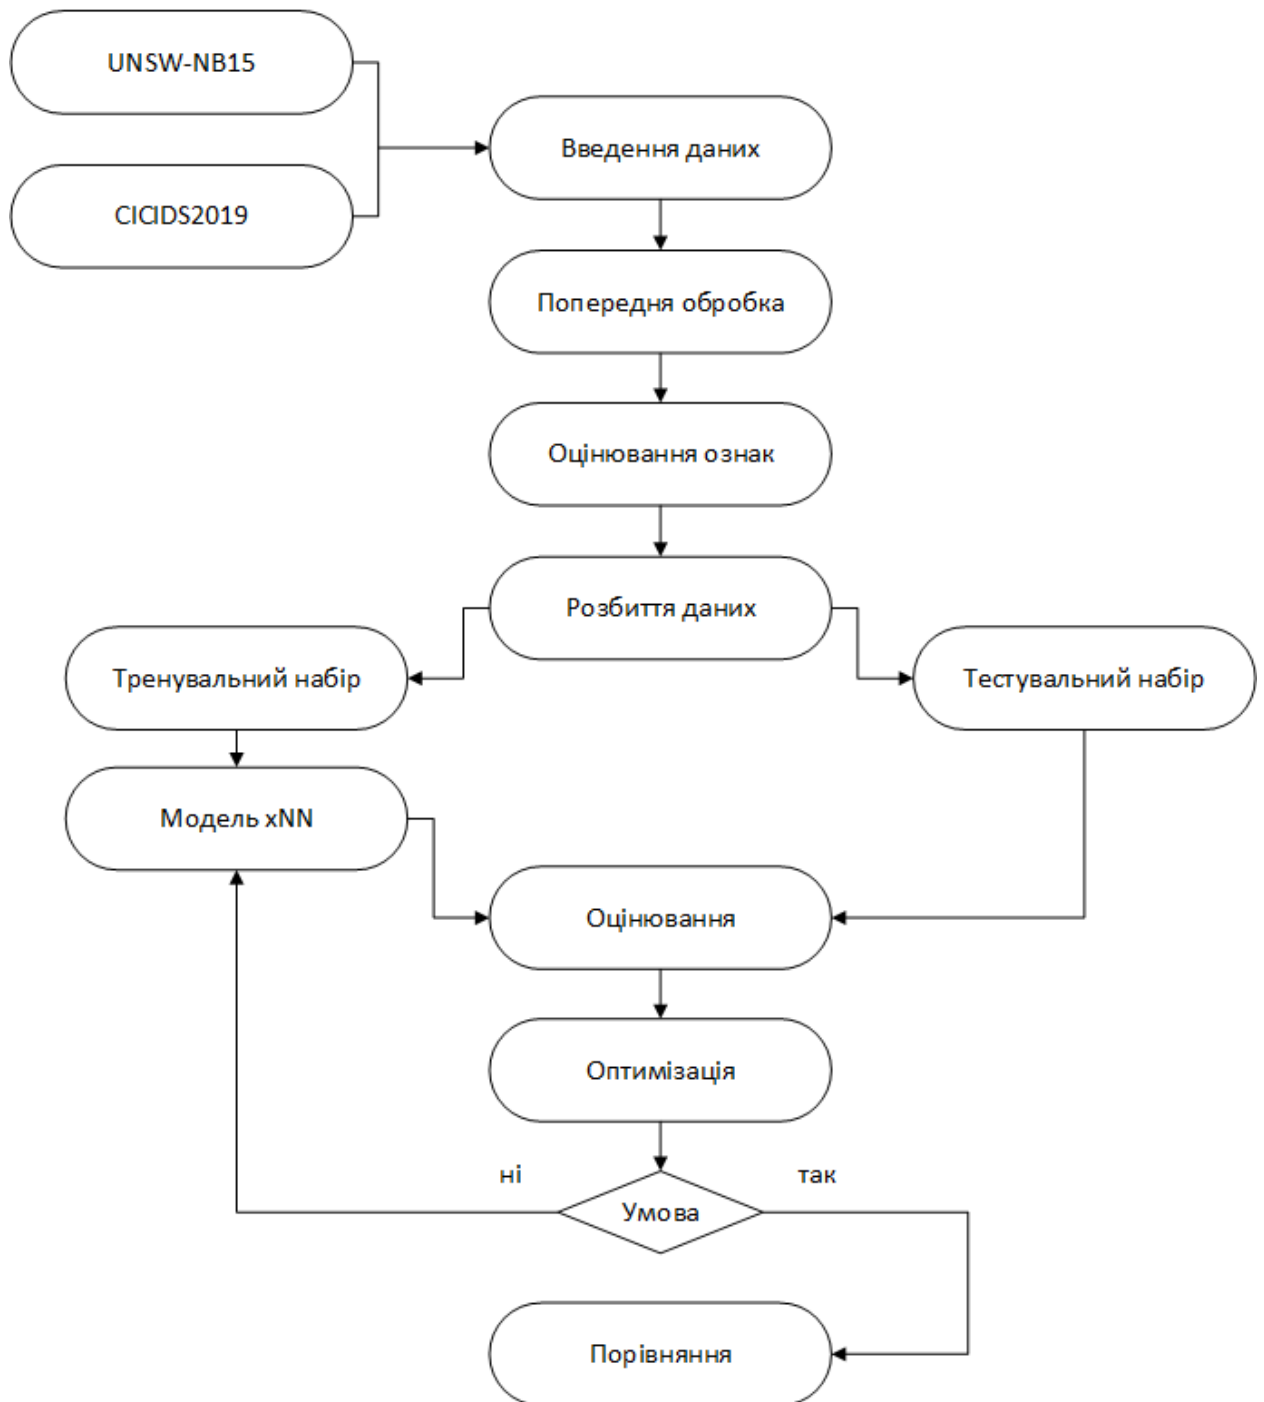 UNSW-NB15
CICIDS2019
Введення даних
Попередня обробка
Оцінювання ознак
Розбиття даних
Тренувальний набір
Тестувальний набір
Модель xNN
Оцінювання
Оптимізація
ні
так
Умова
Порівняння